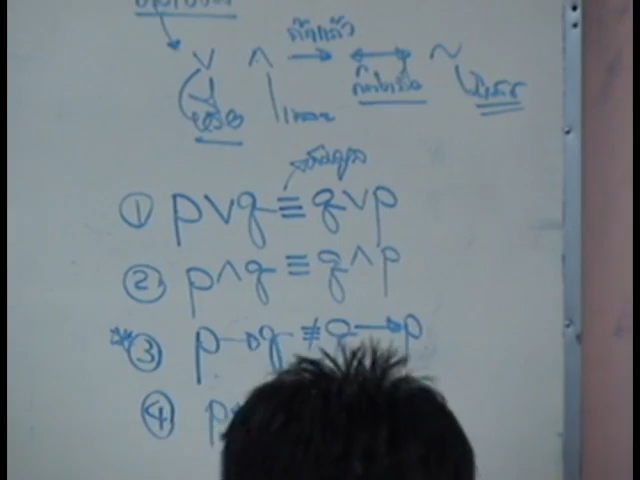 ถ้าแล้ว
∨ ∧ → ↔ ~
หรือ และ ก็ต่อเมื่อ นิเสธ
① p∨q ≡ q∨p
② p∧q ≡ q∧p
③ p→q ≢ q→p
④ p